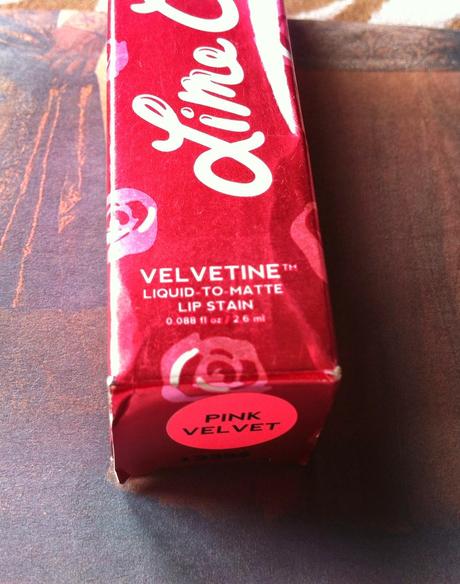 Lime C
VELVETINE™
LIQUID-TO-MATTE
LIP STAIN
0.088 fl oz / 2.6 ml
PINK
VELVET